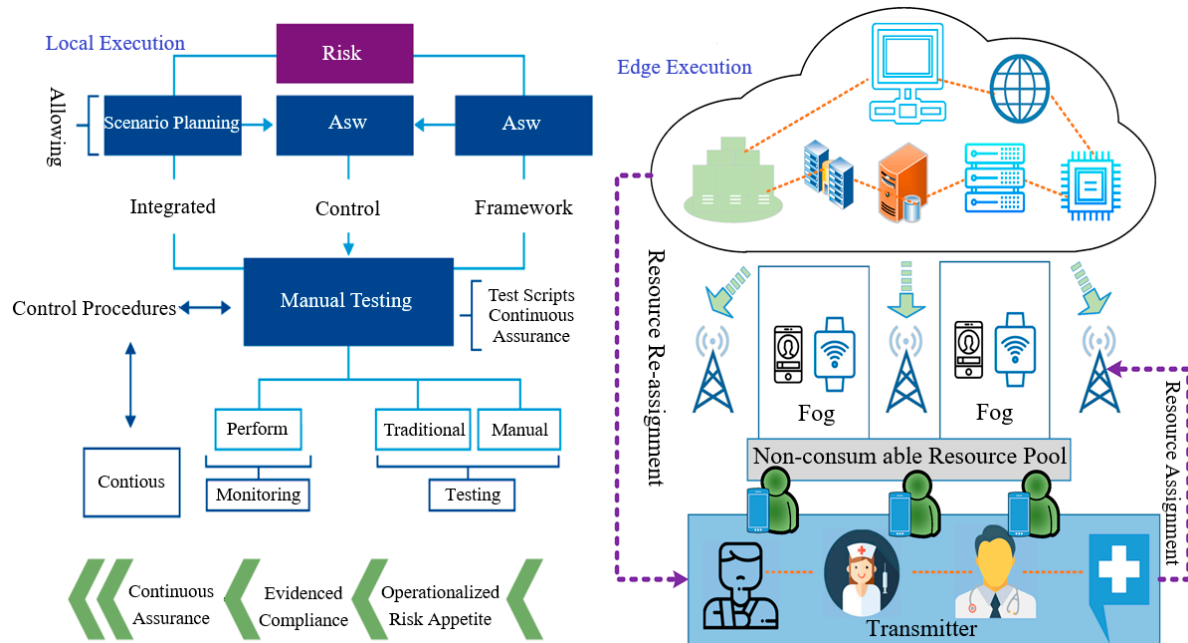 Local Execution
Risk
Allowing
Scenario Planning
Asw
Asw
Integrated
Control
Framework
Control Procedures
Manual Testing
Test Scripts
Continuous
Assurance
Perform
Traditional
Manual
Contious
Monitoring
Testing
Continuous
Assurance
Evidenced
Compliance
Operationalized
Risk Appetite
Edge Execution
Resource Re-assignment
Fog
Fog
Resource Assignment
Non-consum able Resource Pool
Transmitter